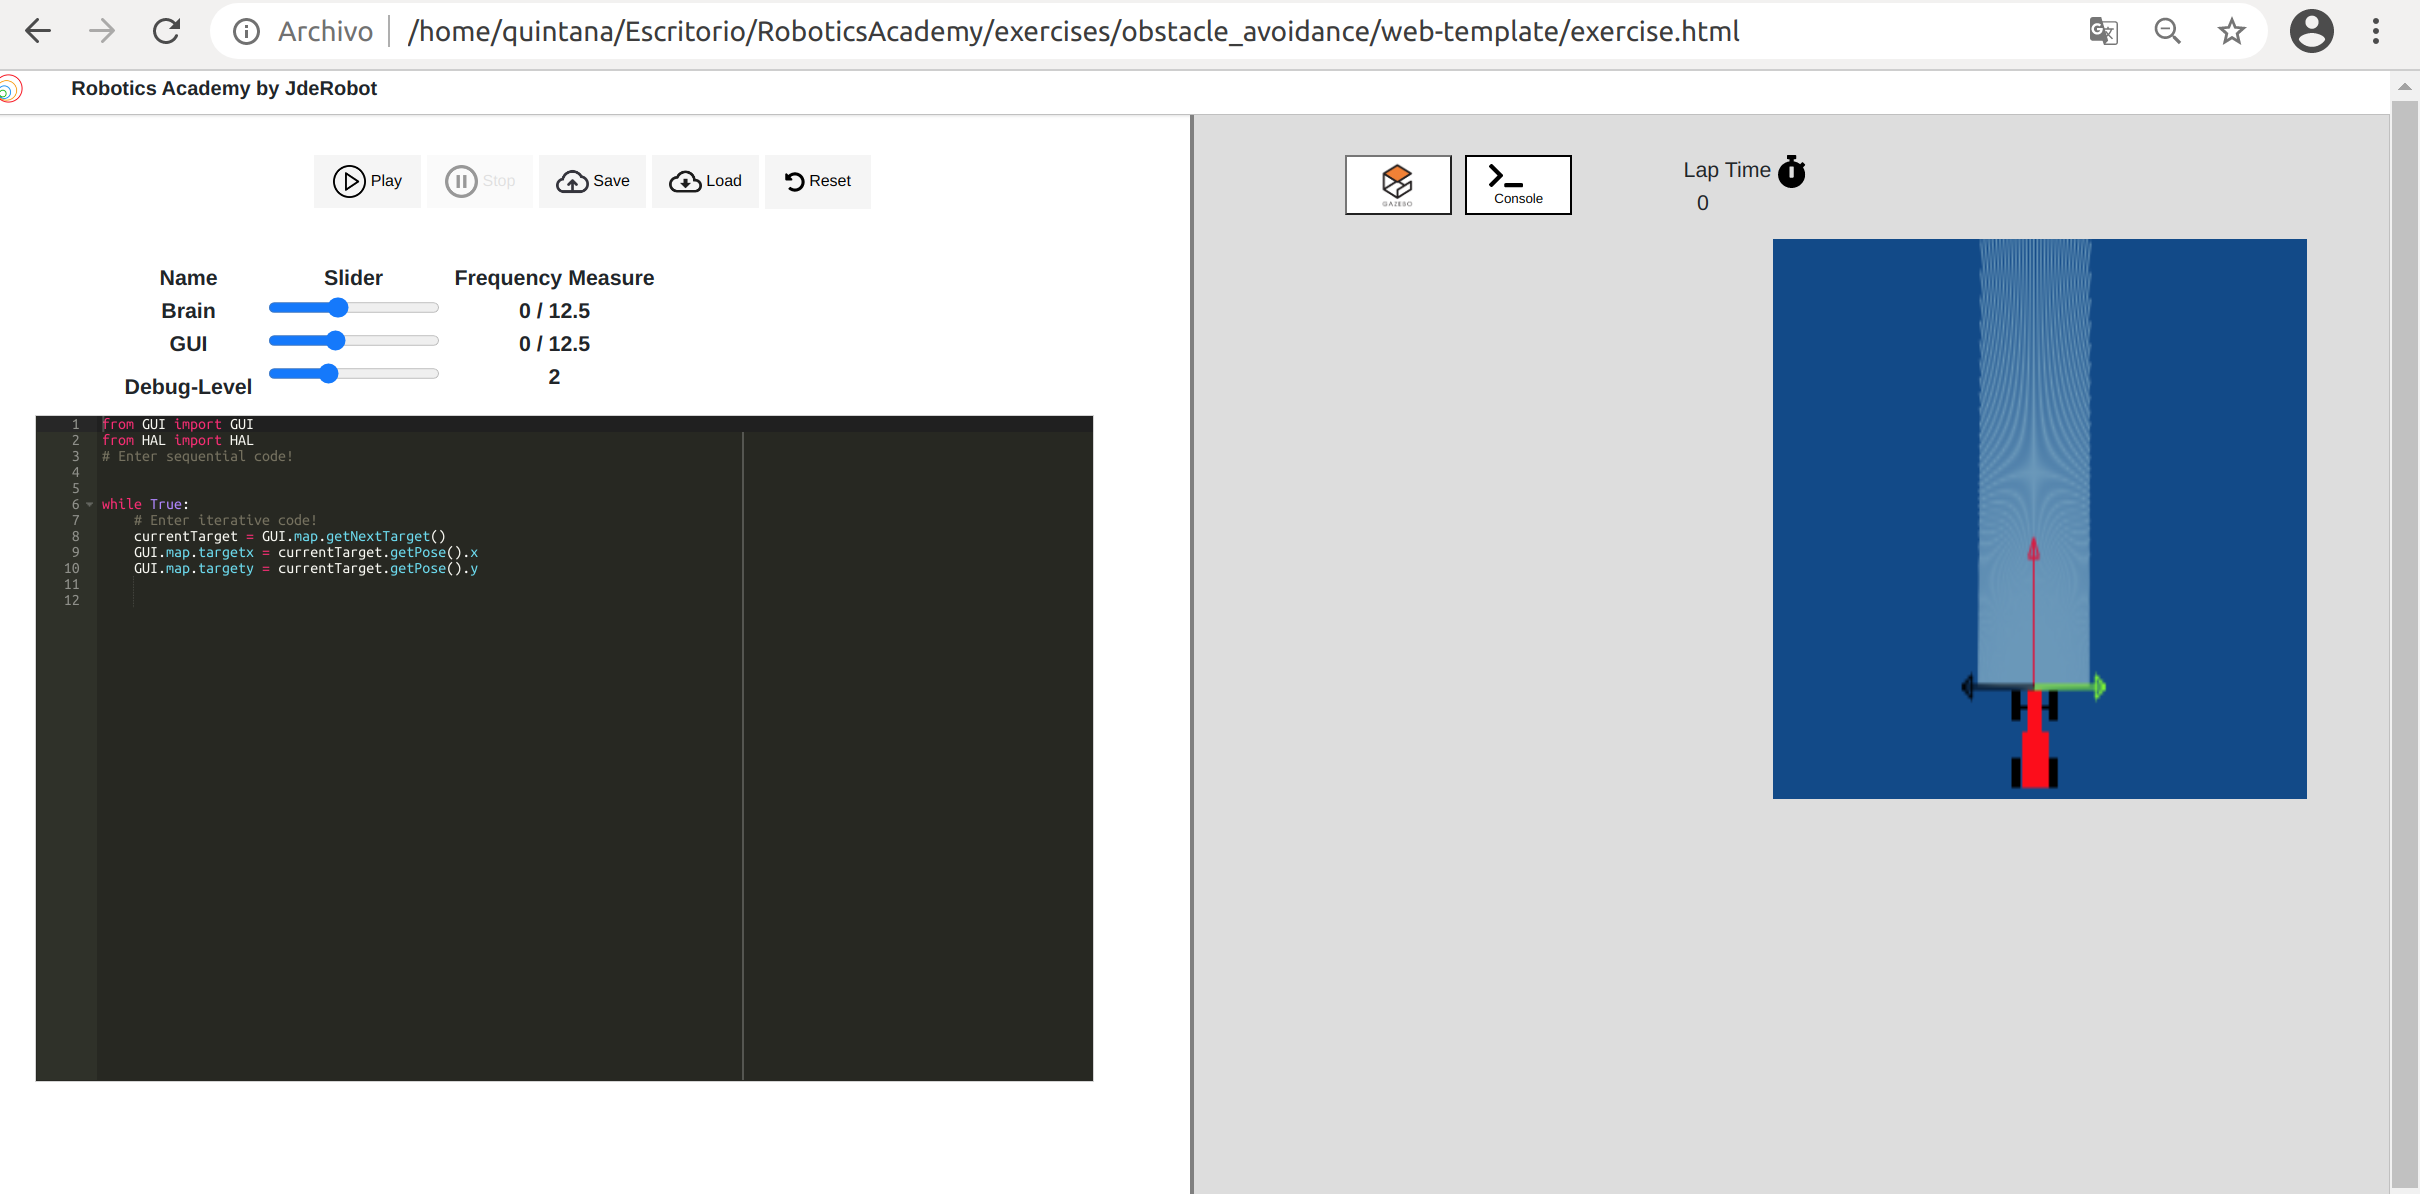 Archivo /home/quintana/Escritorio/RoboticsAcademy/exercises/obstacle_avoidance/web-template/exercise.html
Robotics Academy by JdeRobot
Play Stop Save Load Reset
Name Slider Frequency Measure
Brain 0 / 12.5
GUI 0 / 12.5
Debug-Level 2
1 from GUI import GUI
2 from HAL import HAL
3 # Enter sequential code!
4
5
6 while True:
7 # Enter iterative code!
8 currentTarget = GUI.map.getNextTarget()
9 GUI.map.targetx = currentTarget.getPose().x
10 GUI.map.targety = currentTarget.getPose().y
11
12
GAZEBO
Console
Lap Time
0